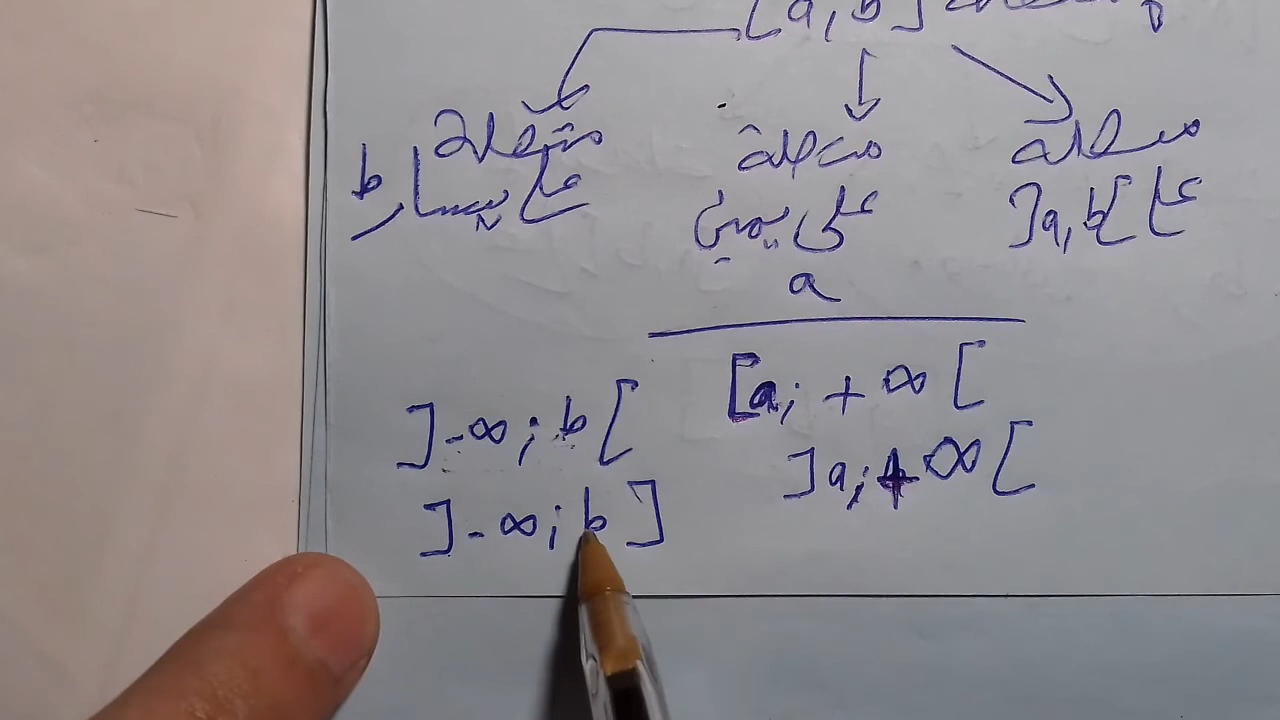 [a,b]
متصلة
على ]a,b[
متصلة
على يمين
a
متصلة
على يسار b
[a; +∞[
]a; +∞[
]-∞; b[
]-∞; b]